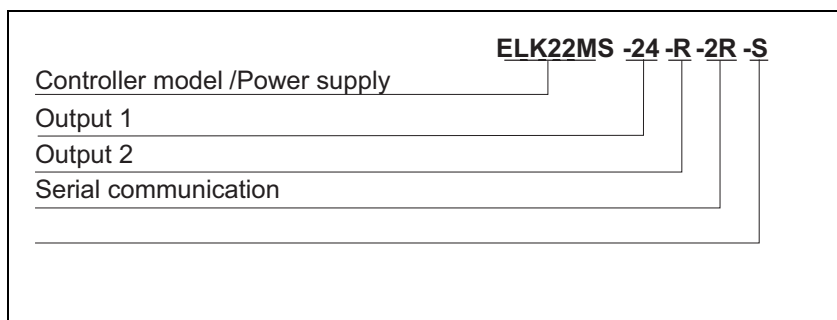 ELK22MS -24 -R -2R -S
Controller model /Power supply
Output 1
Output 2
Serial communication